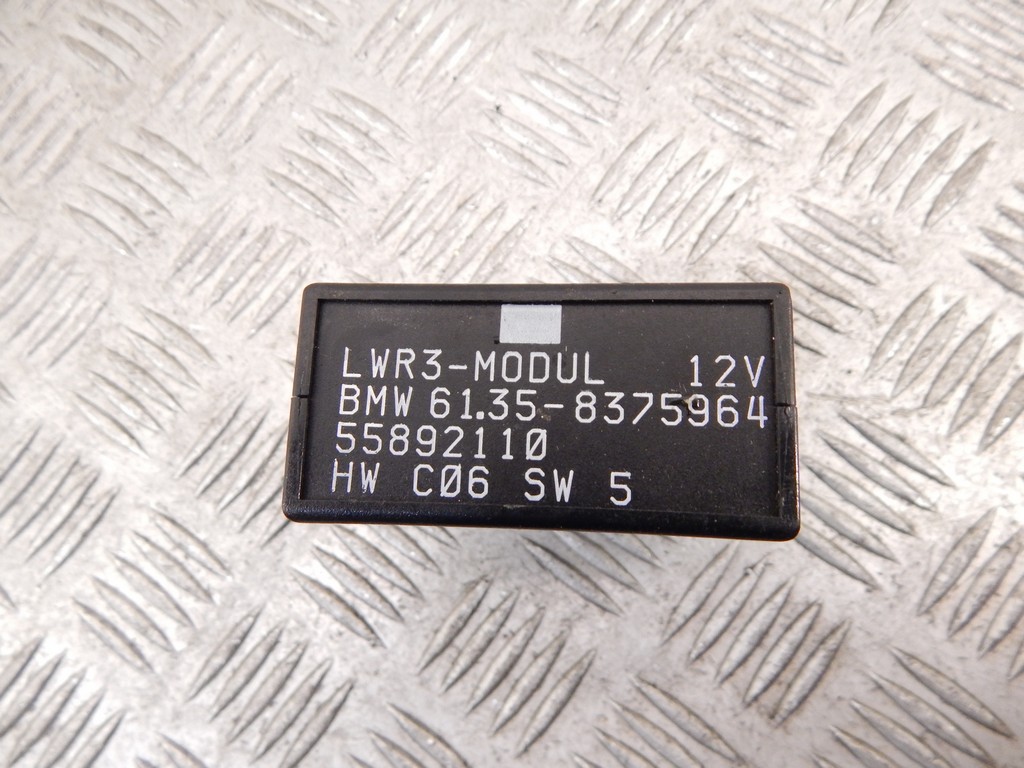 LWR3-MODUL 12V
BMW 61.35-8375964
55892110
HW C06 SW 5